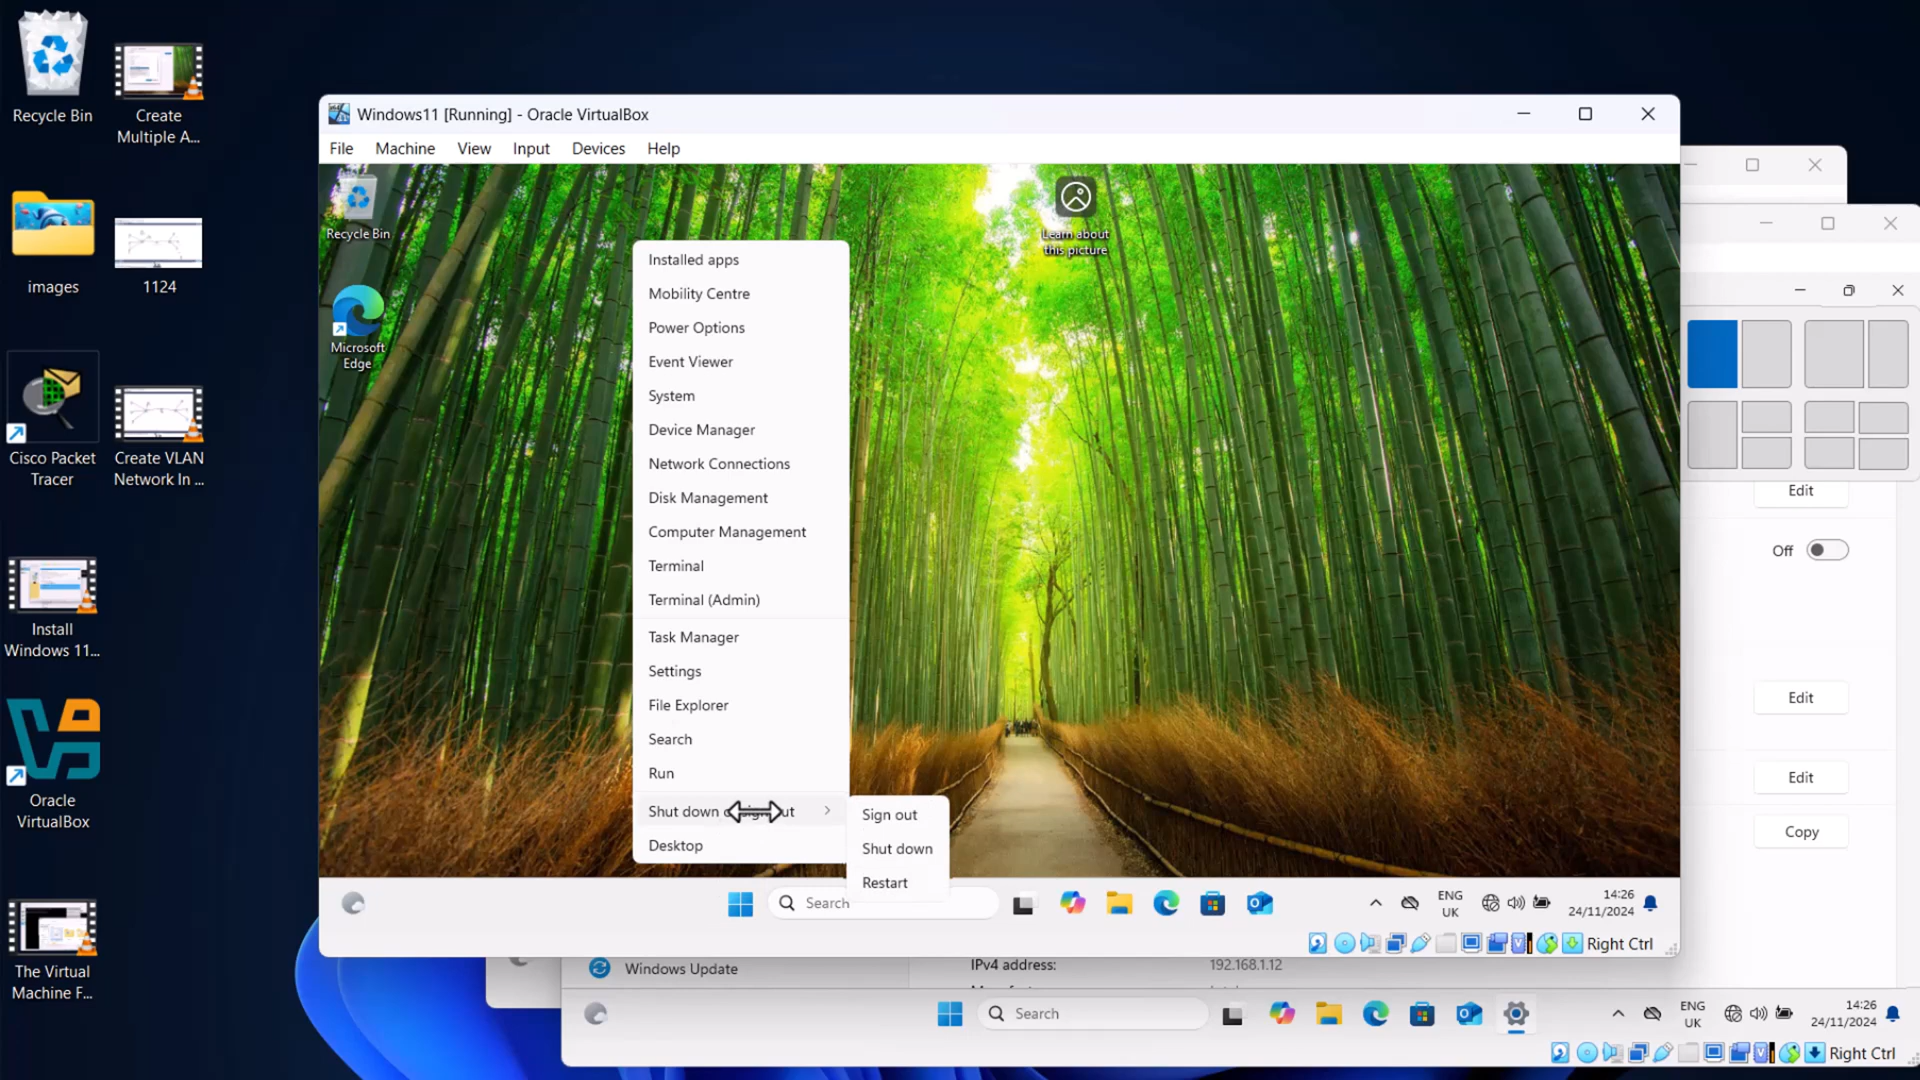 Recycle Bin
Create
Multiple A...
images
1124
Cisco Packet
Tracer
Create VLAN
Network In ...
Install
Windows 11...
Oracle
VirtualBox
The Virtual
Machine F...
Windows11 [Running] - Oracle VirtualBox
File Machine View Input Devices Help
Recycle Bin
Microsoft
Edge
Learn about
this picture
Installed apps
Mobility Centre
Power Options
Event Viewer
System
Device Manager
Network Connections
Disk Management
Computer Management
Terminal
Terminal (Admin)
Task Manager
Settings
File Explorer
Search
Run
Shut down or sign out
Desktop
Sign out
Shut down
Restart
Search
ENG
UK
14:26
24/11/2024
Right Ctrl
Edit
Off
Edit
Edit
Copy
Windows Update
IPv4 address: 192.168.1.12
Search
ENG
UK
14:26
24/11/2024
Right Ctrl